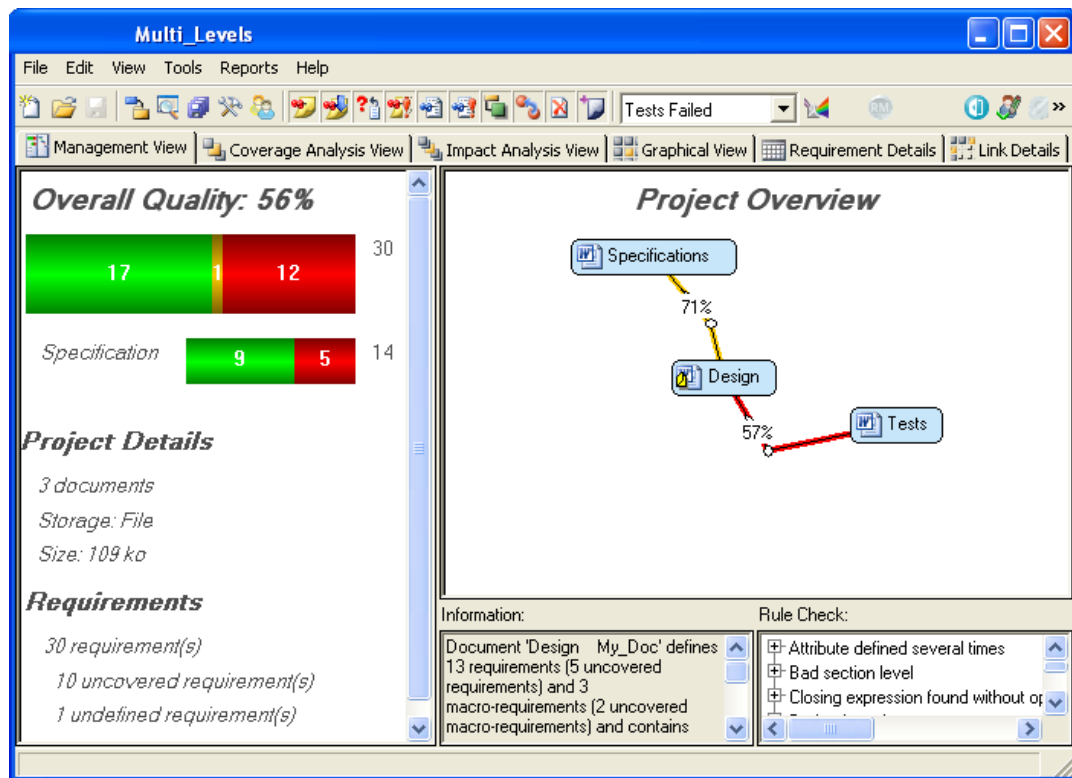 Multi_Levels
File Edit View Tools Reports Help
Tests Failed
Management View Coverage Analysis View Impact Analysis View Graphical View Requirement Details Link Details
Overall Quality: 56%
17 1 12 30
Specification 9 5 14
Project Details
3 documents
Storage: File
Size: 109 ko
Requirements
30 requirement(s)
10 uncovered requirement(s)
1 undefined requirement(s)
Project Overview
Specifications
71%
Design
57%
Tests
Information:
Document 'Design My_Doc' defines
13 requirements (5 uncovered
requirements) and 3
macro-requirements (2 uncovered
macro-requirements) and contains
Rule Check:
Attribute defined several times
Bad section level
Closing expression found without op